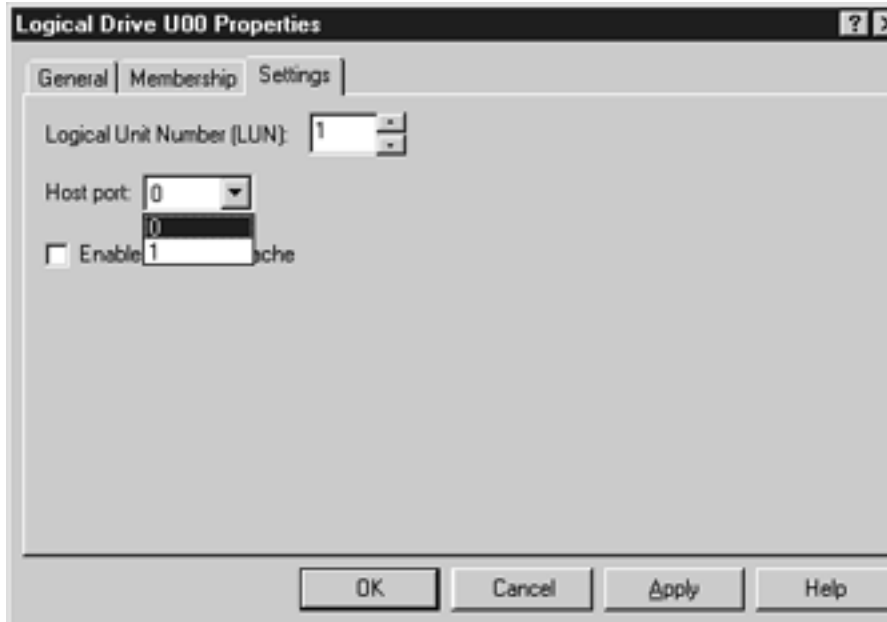 Logical Drive U00 Properties
General Membership Settings
Logical Unit Number (LUN): 1
Host port: 0
0
1
Enable ache
OK Cancel Apply Help